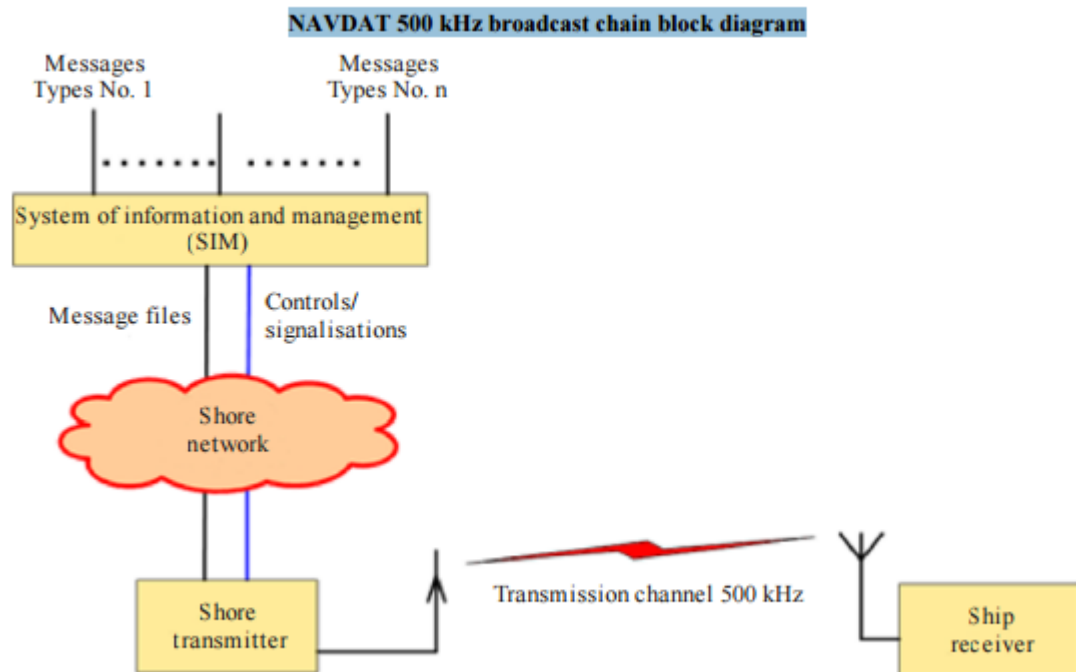 NAVDAT 500 kHz broadcast chain block diagram
Messages
Types No. 1
Messages
Types No. n
System of information and management
(SIM)
Message files
Controls/
signalisations
Shore
network
Shore
transmitter
Transmission channel 500 kHz
Ship
receiver